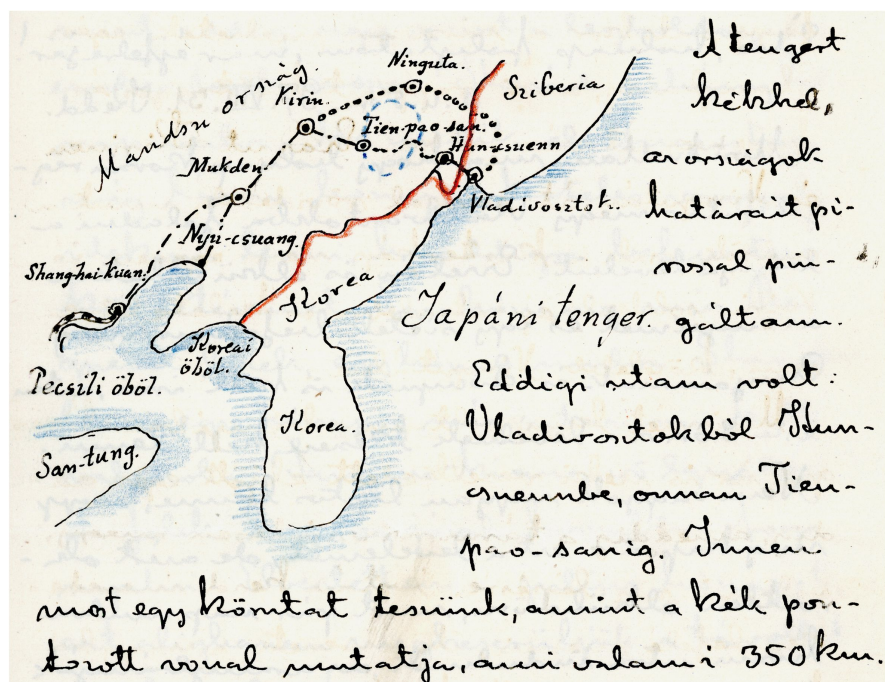 Mandsu ország.
Ninguta.
Kirin.
Sziberia
Tien-pao-san.
Hun-csuenn
Mukden.
Vladivosztok.
Nyu-csuang.
Shang-hai-kuan.
Korea
Japáni tenger.
Koreai
öböl.
Pecsili öböl.
Korea.
San-tung.
A tengert
kékkel,
az országok
határait pi-
rossal pin-
gáltam.
Eddigi utam volt:
Vladivostokból Hun-
csuennbe, onnan Tien-
pao-sanig. Innen
most egy körutat teszünk, amint a kék pon-
tozott vonal mutatja, ami valami 350 km.